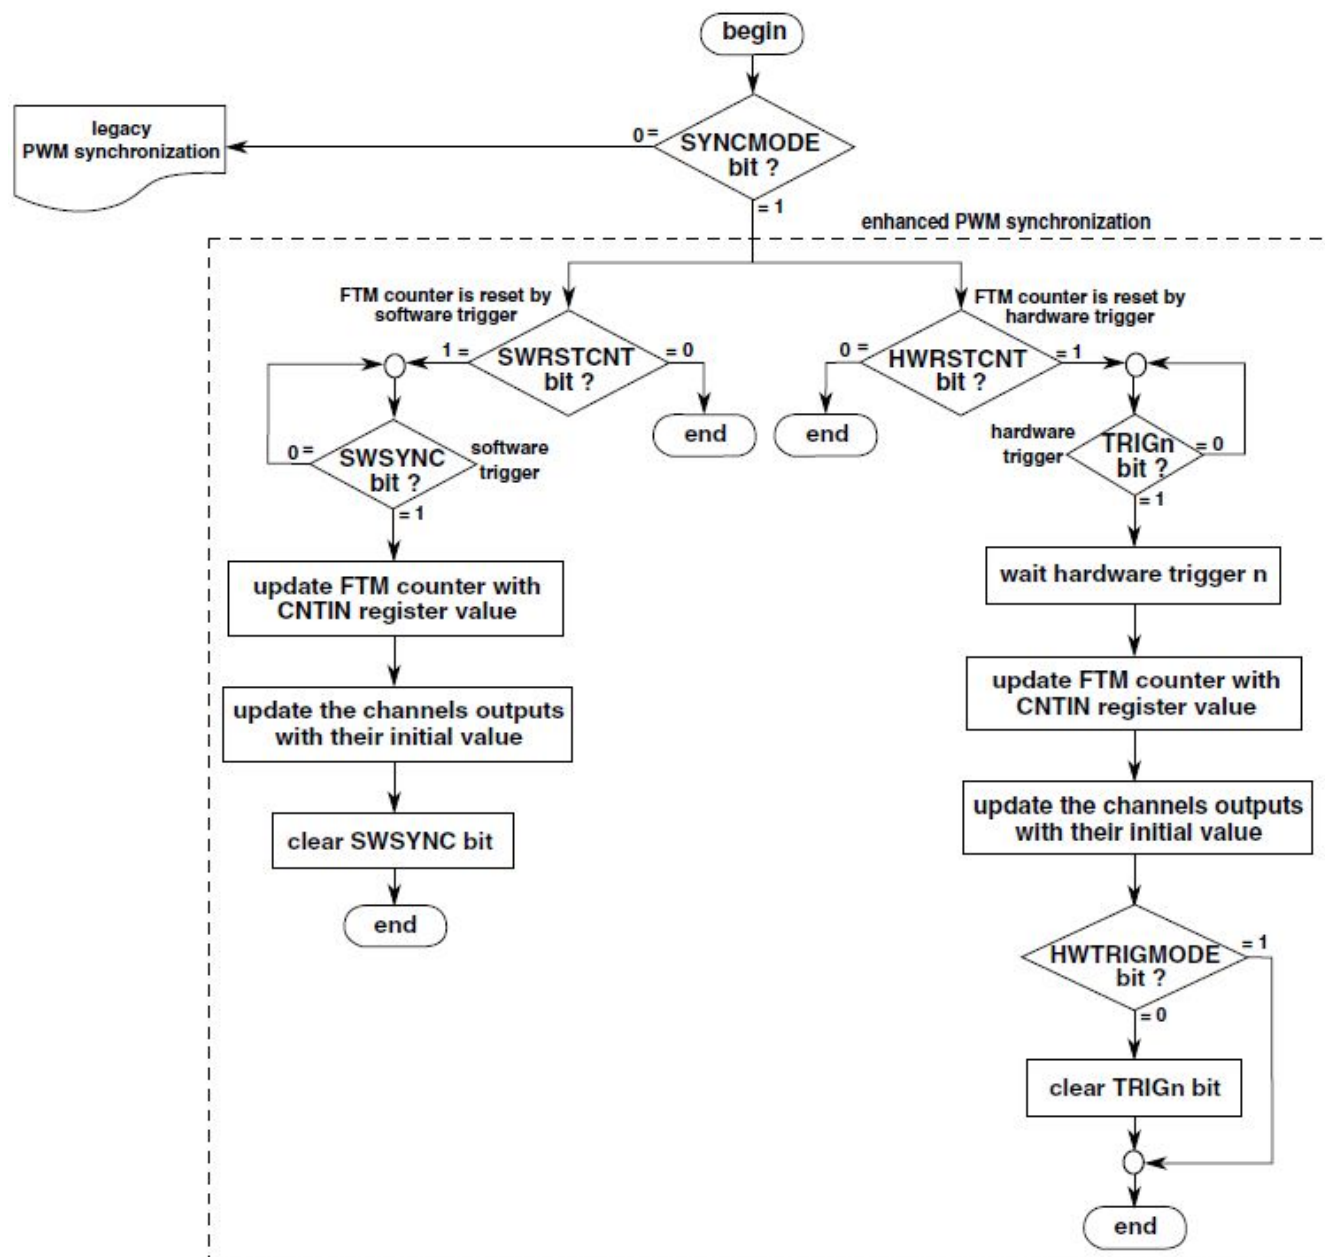 begin
legacy
PWM synchronization
0 =
SYNCMODE
bit ?
= 1
enhanced PWM synchronization
FTM counter is reset by
software trigger
1 =
SWRSTCNT
bit ?
= 0
end
0 =
SWSYNC
bit ?
software
trigger
= 1
update FTM counter with
CNTIN register value
update the channels outputs
with their initial value
clear SWSYNC bit
end
FTM counter is reset by
hardware trigger
0 =
HWRSTCNT
bit ?
= 1
end
hardware
trigger
TRIGn
bit ?
= 0
= 1
wait hardware trigger n
update FTM counter with
CNTIN register value
update the channels outputs
with their initial value
HWTRIGMODE
bit ?
= 1
= 0
clear TRIGn bit
end